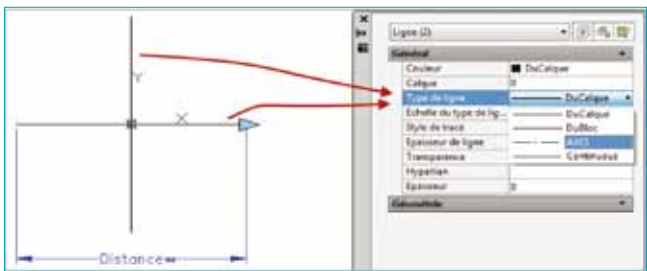 Ligne (2)
Général
Couleur DuCalque
Calque 0
Type de ligne DuCalque
Echelle du type de lig... DuCalque
Style de tracé DuBloc
Epaisseur de ligne AXES
Transparence Continuous
Hyperlien
Epaisseur 0
Géométrie
Y
X
Distance